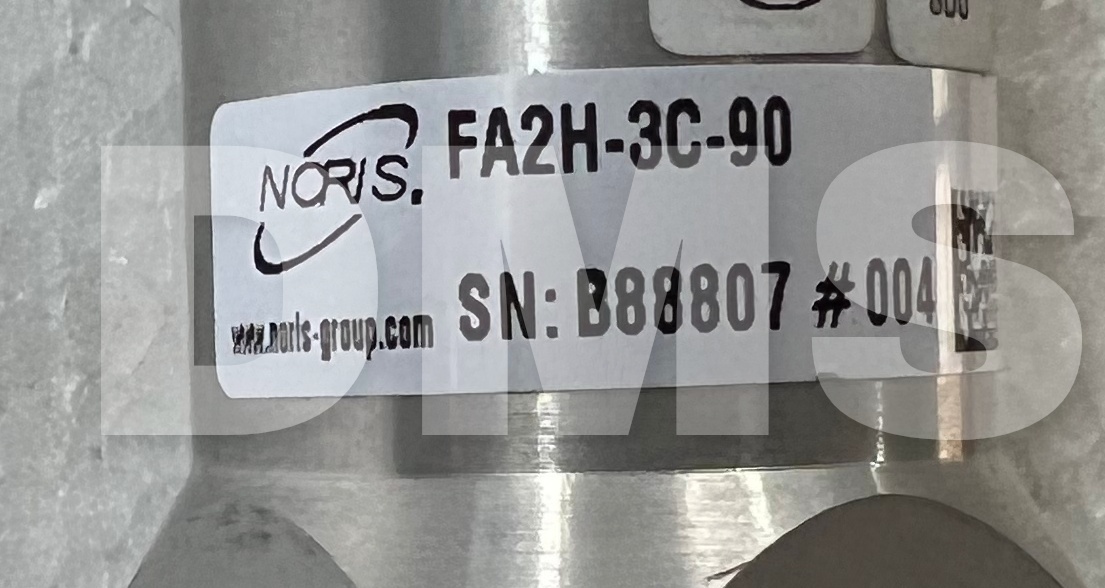 NORIS.
FA2H-3C-90
SN: B88807 #004
www.noris-group.com
DMS